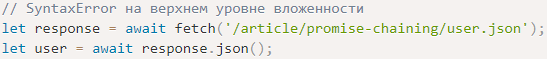 // SyntaxError на верхнем уровне вложенности
let response = await fetch('/article/promise-chaining/user.json');
let user = await response.json();